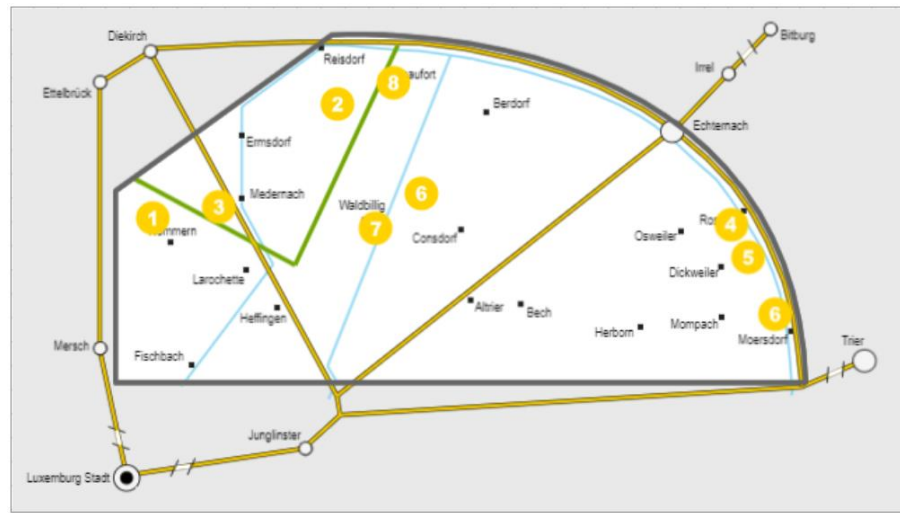 Diekirch
Bitburg
Reisdorf
Irrel
8
aufort
Ettelbrück
2
Berdorf
Echternach
Ermsdorf
Medernach
6
3
Waldbillig
1
4
7
Consdorf
Osweiler
5
Larochette
Dickweiler
Altrier
Bech
6
Heffingen
Herborn
Mompach
Moersdorf
Trier
Mersch
Fischbach
Junglinster
Luxemburg Stadt